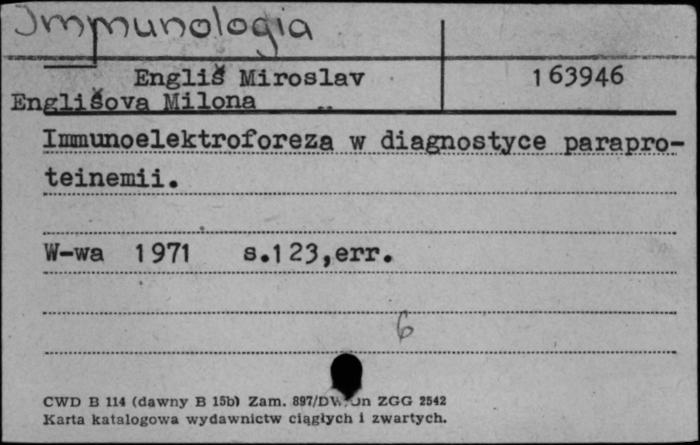 Immunologia
Engliš Miroslav 163946
Englišova Milona
Immunoelektroforeza w diagnostyce parapro-
teinemii.
W-wa 1971 s.123,err.
6
CWD B 114 (dawny B 15b) Zam. 897/DW. ZGG 2542
Karta katalogowa wydawnictw ciągłych i zwartych.